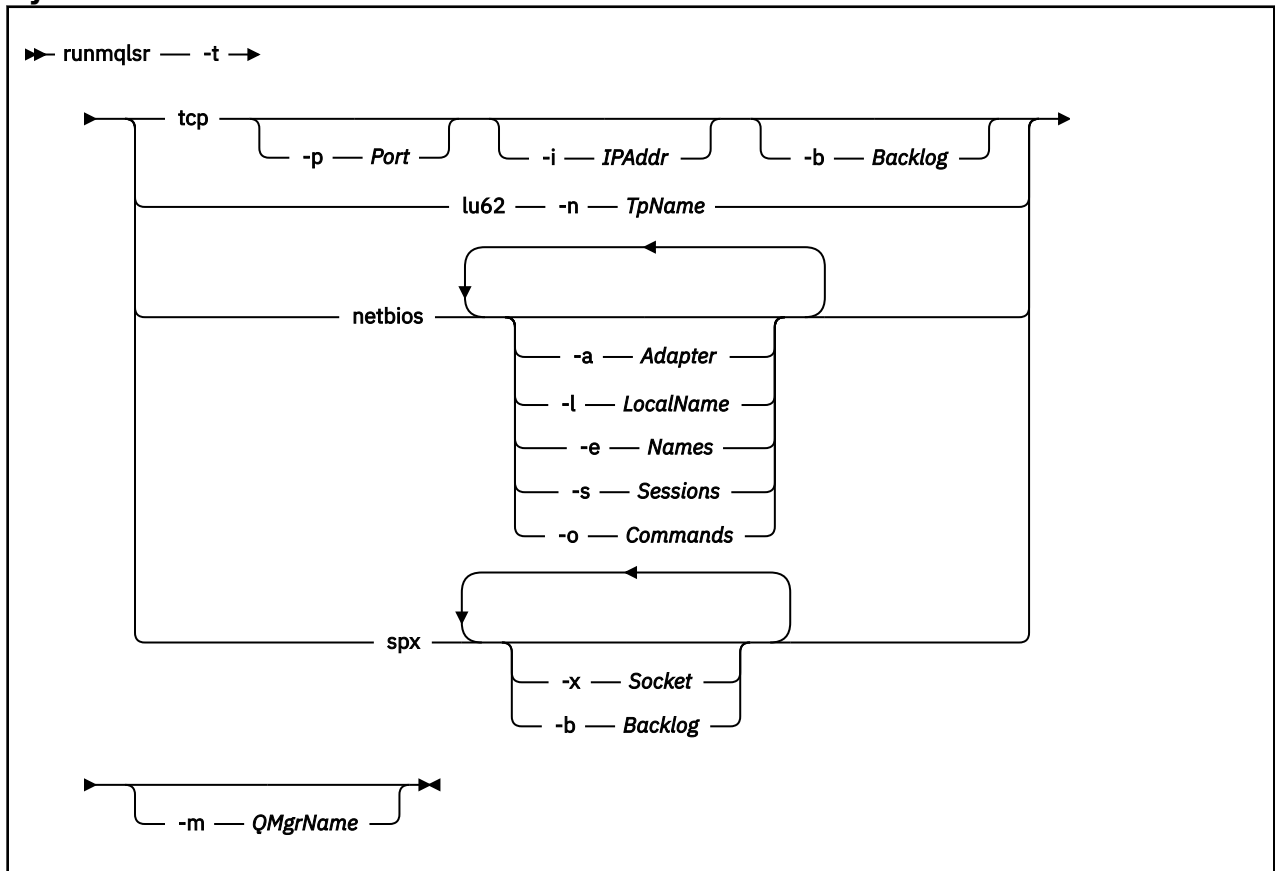 runmqlsr -t
tcp
-p Port -i IPAddr -b Backlog
lu62 -n TpName
netbios
-a Adapter
-l LocalName
-e Names
-s Sessions
-o Commands
spx
-x Socket
-b Backlog
-m QMgrName